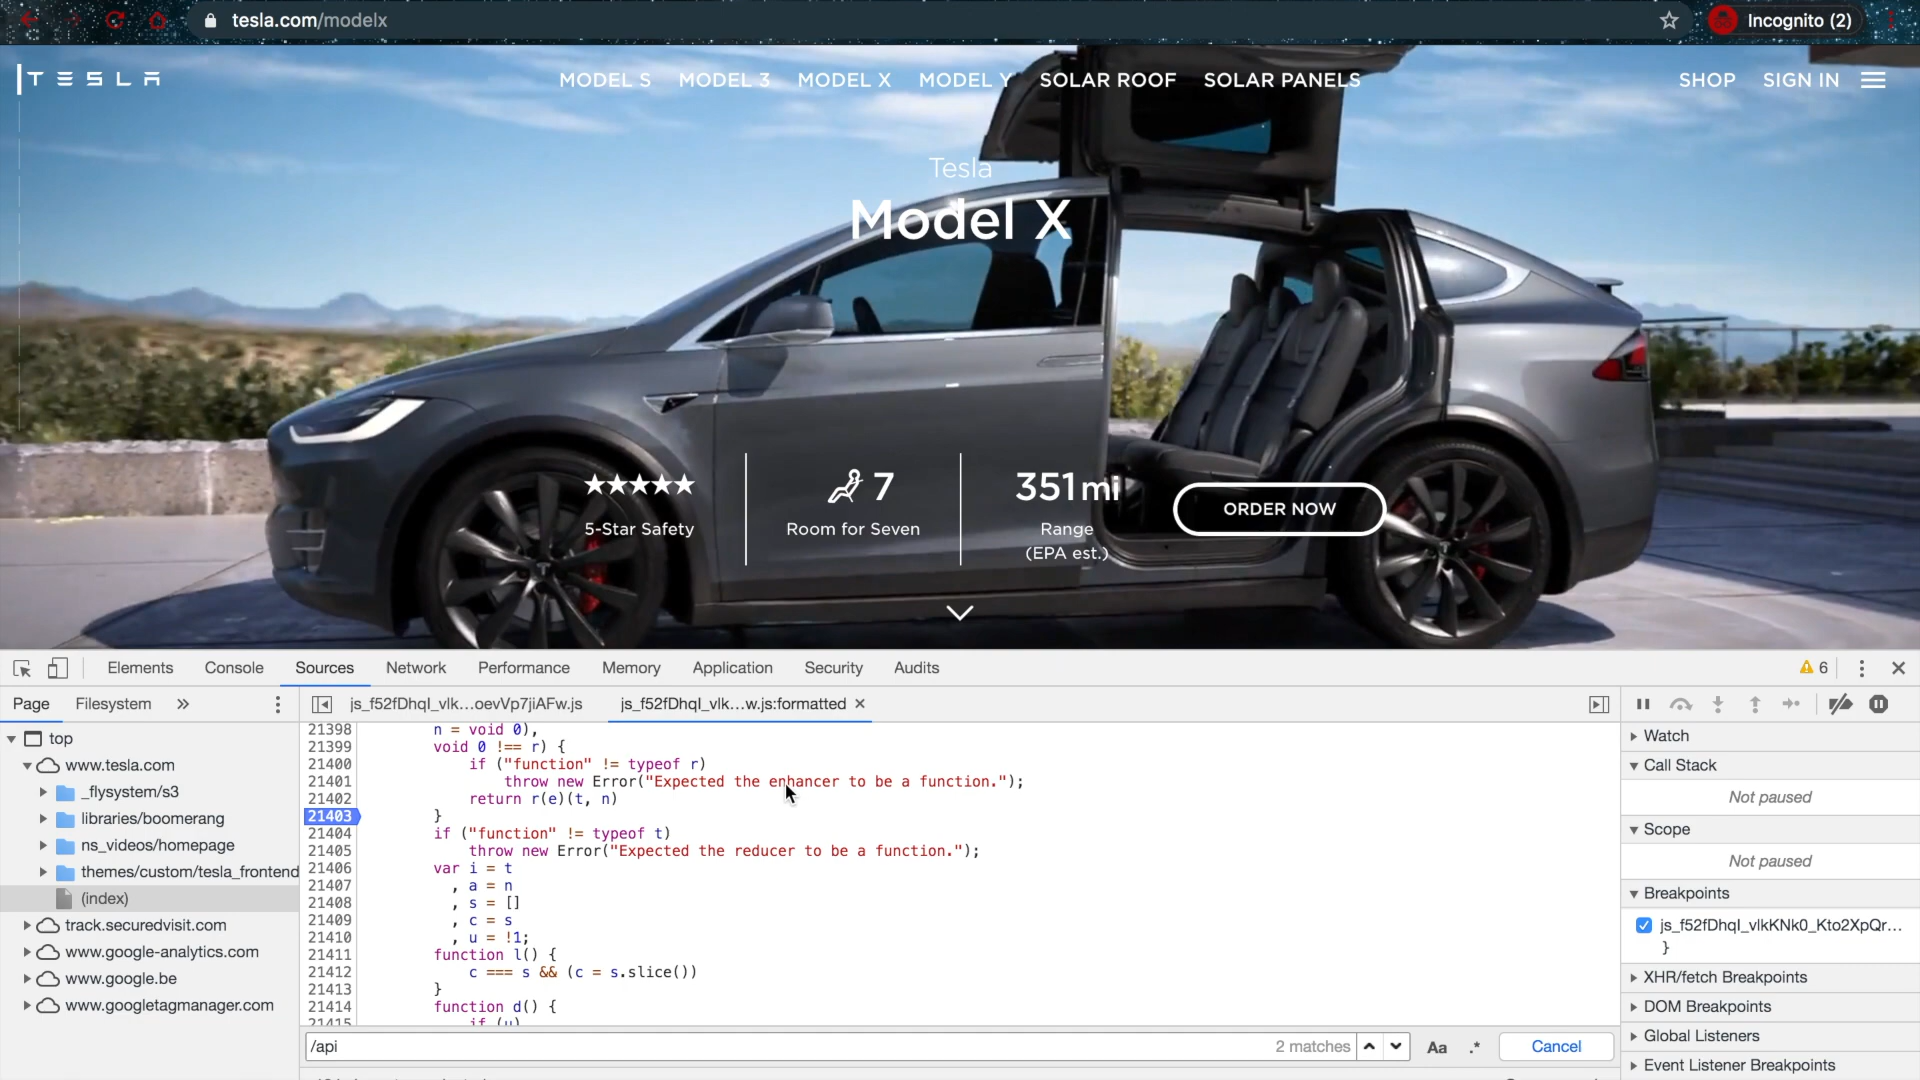 tesla.com/modelx
Incognito (2)
TESLA
MODEL S MODEL 3 MODEL X MODEL Y SOLAR ROOF SOLAR PANELS
SHOP SIGN IN
Tesla
Model X
★★★★★
5-Star Safety
7
Room for Seven
351mi
Range
(EPA est.)
ORDER NOW
Elements Console Sources Network Performance Memory Application Security Audits
6
Page Filesystem »
js_f52fDhqI_vlk...oevVp7jiAFw.js
js_f52fDhqI_vlk...w.js:formatted ×
top
www.tesla.com
_flysystem/s3
libraries/boomerang
ns_videos/homepage
themes/custom/tesla_frontend
(index)
track.securedvisit.com
www.google-analytics.com
www.google.be
www.googletagmanager.com
21398 n = void 0),
21399 void 0 !== r) {
21400 if ("function" != typeof r)
21401 throw new Error("Expected the enhancer to be a function.");
21402 return r(e)(t, n)
21403 }
21404 if ("function" != typeof t)
21405 throw new Error("Expected the reducer to be a function.");
21406 var i = t
21407 , a = n
21408 , s = []
21409 , c = s
21410 , u = !1;
21411 function l() {
21412 c === s && (c = s.slice())
21413 }
21414 function d() {
21415 if (u)
/api
2 matches
Aa .* Cancel
Watch
Call Stack
Not paused
Scope
Not paused
Breakpoints
js_f52fDhqI_vlkKNk0_Kto2XpQr...
}
XHR/fetch Breakpoints
DOM Breakpoints
Global Listeners
Event Listener Breakpoints